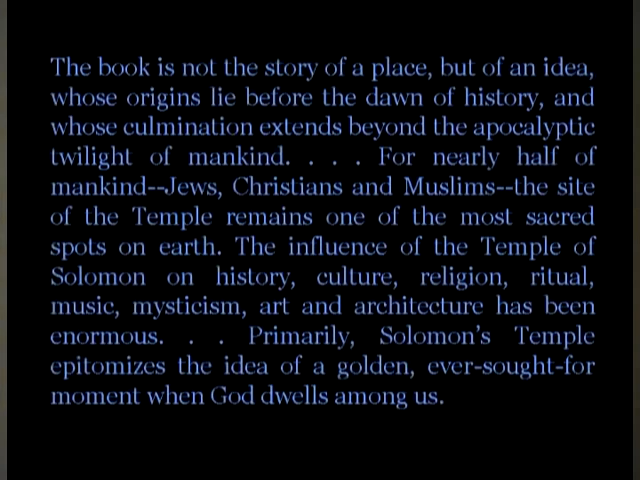 The book is not the story of a place, but of an idea,
whose origins lie before the dawn of history, and
whose culmination extends beyond the apocalyptic
twilight of mankind. . . . For nearly half of
mankind--Jews, Christians and Muslims--the site
of the Temple remains one of the most sacred
spots on earth. The influence of the Temple of
Solomon on history, culture, religion, ritual,
music, mysticism, art and architecture has been
enormous. . . Primarily, Solomon's Temple
epitomizes the idea of a golden, ever-sought-for
moment when God dwells among us.